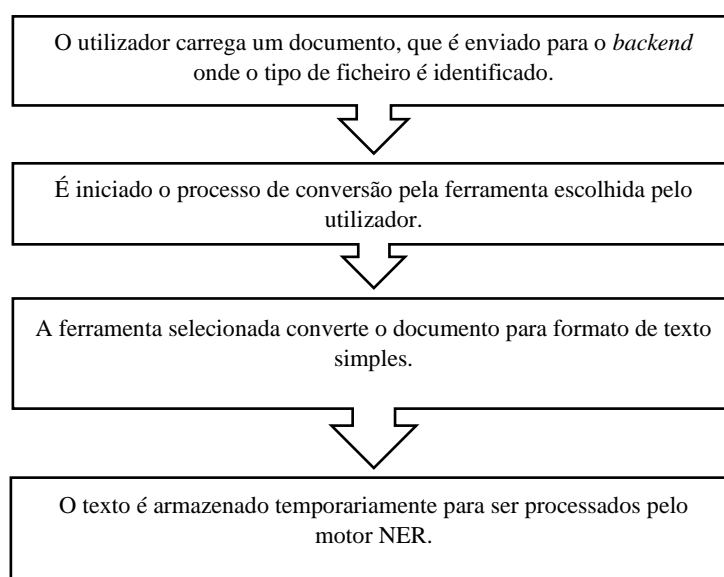 O utilizador carrega um documento, que é enviado para o backend
onde o tipo de ficheiro é identificado.
É iniciado o processo de conversão pela ferramenta escolhida pelo
utilizador.
A ferramenta selecionada converte o documento para formato de texto
simples.
O texto é armazenado temporariamente para ser processados pelo
motor NER.